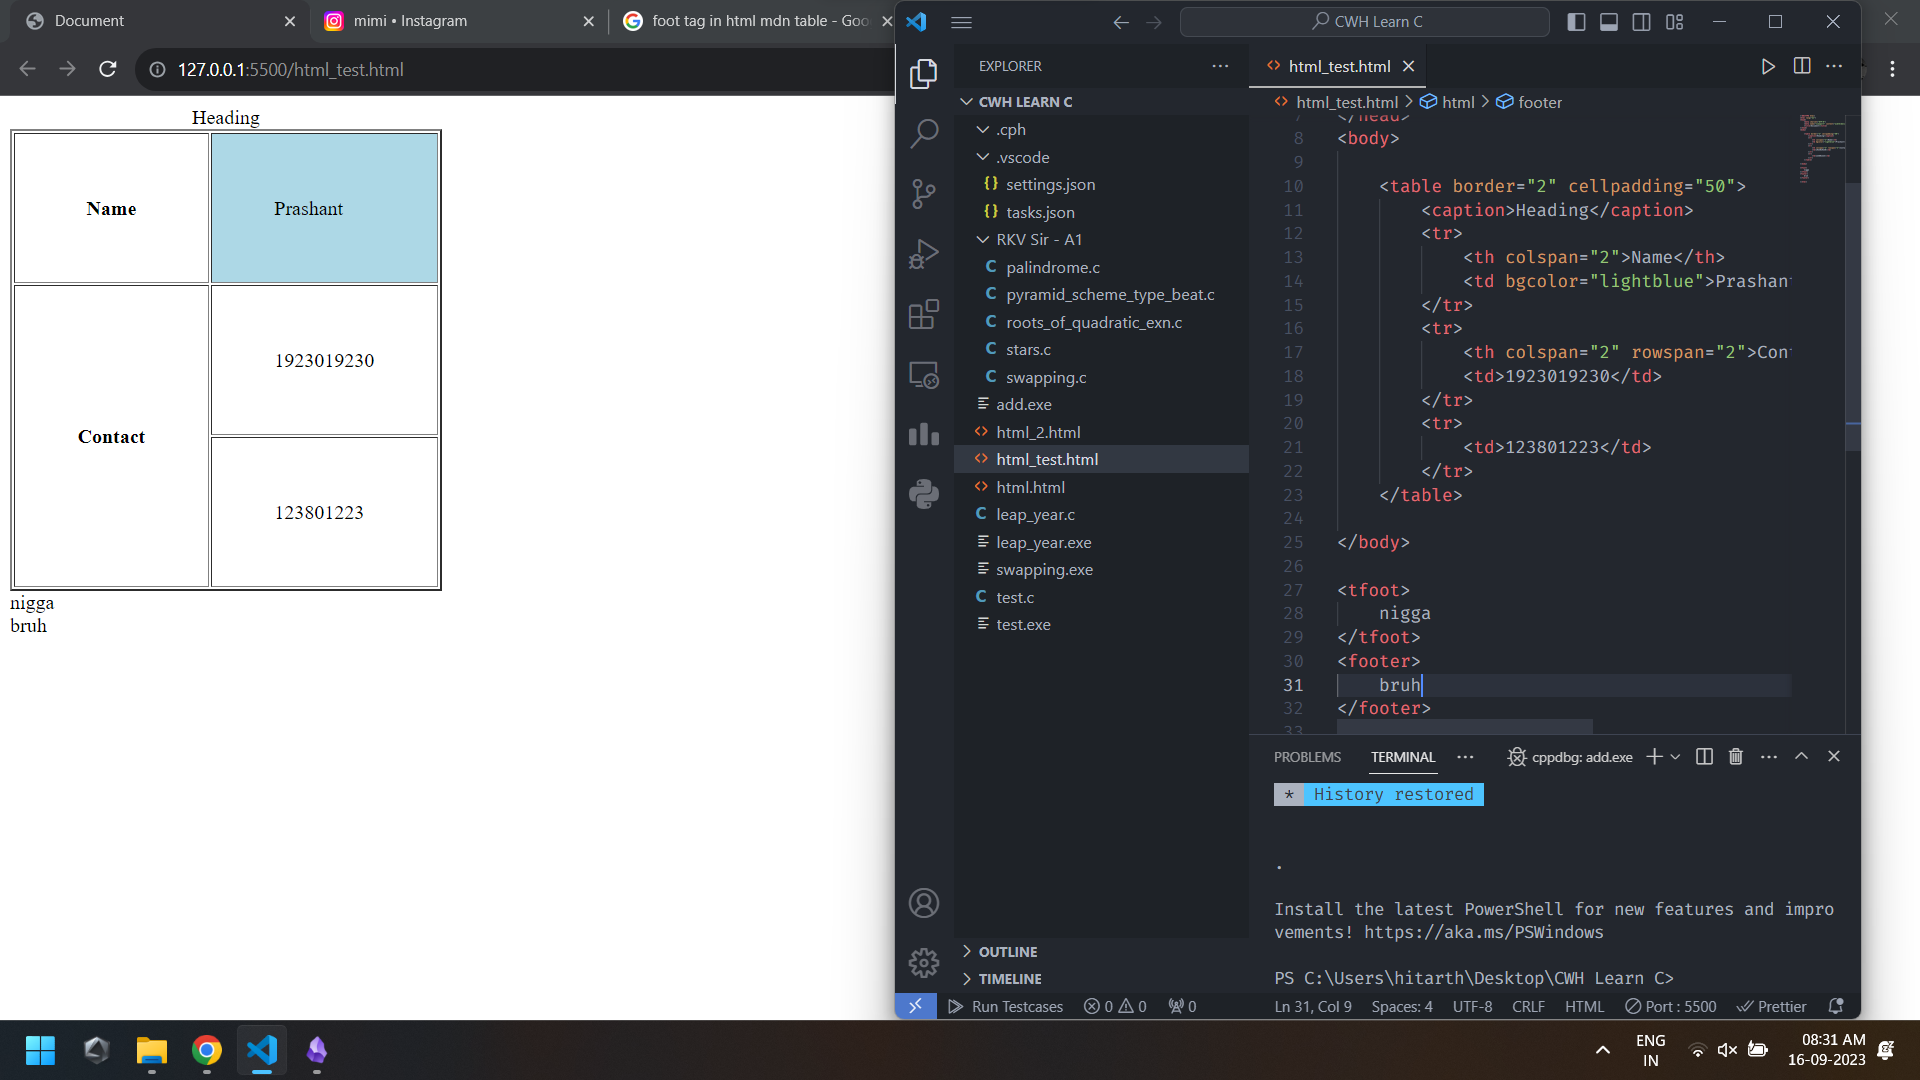 Document
mimi • Instagram
foot tag in html mdn table - Goo
127.0.0.1:5500/html_test.html
Heading
Name
Prashant
Contact
1923019230
123801223
nigga
bruh
CWH Learn C
EXPLORER
CWH LEARN C
.cph
.vscode
settings.json
tasks.json
RKV Sir - A1
palindrome.c
pyramid_scheme_type_beat.c
roots_of_quadratic_exn.c
stars.c
swapping.c
add.exe
html_2.html
html_test.html
html.html
leap_year.c
leap_year.exe
swapping.exe
test.c
test.exe
OUTLINE
TIMELINE
html_test.html
html_test.html > html > footer
7 </head>
8 <body>
9
10 <table border="2" cellpadding="50">
11 <caption>Heading</caption>
12 <tr>
13 <th colspan="2">Name</th>
14 <td bgcolor="lightblue">Prashan
15 </tr>
16 <tr>
17 <th colspan="2" rowspan="2">Con
18 <td>1923019230</td>
19 </tr>
20 <tr>
21 <td>123801223</td>
22 </tr>
23 </table>
24
25 </body>
26
27 <tfoot>
28 nigga
29 </tfoot>
30 <footer>
31 bruh
32 </footer>
33
PROBLEMS TERMINAL ··· cppdbg: add.exe
* History restored
.
Install the latest PowerShell for new features and impro
vements! https://aka.ms/PSWindows
PS C:\Users\hitarth\Desktop\CWH Learn C>
Run Testcases 0 0 0 Ln 31, Col 9 Spaces: 4 UTF-8 CRLF HTML Port : 5500 Prettier
ENG
IN
08:31 AM
16-09-2023